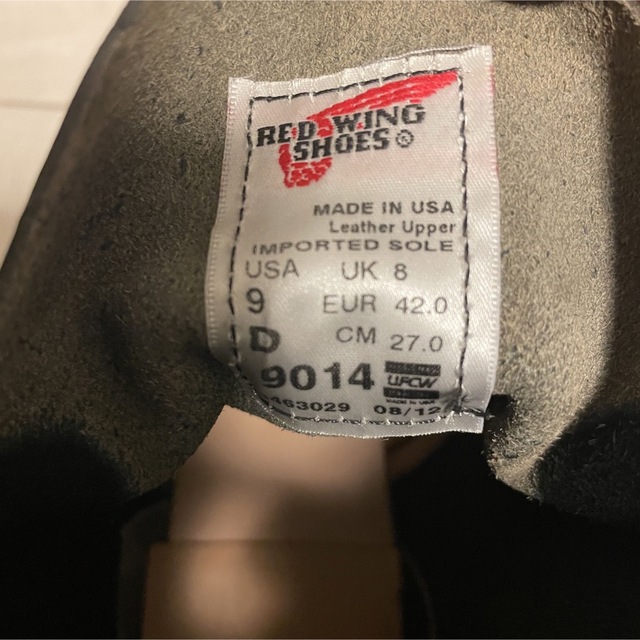 RED WING
SHOES®
MADE IN USA
Leather Upper
IMPORTED SOLE
USA UK 8
9 EUR 42.0
D CM 27.0
9014 UFCW
463029 08/12